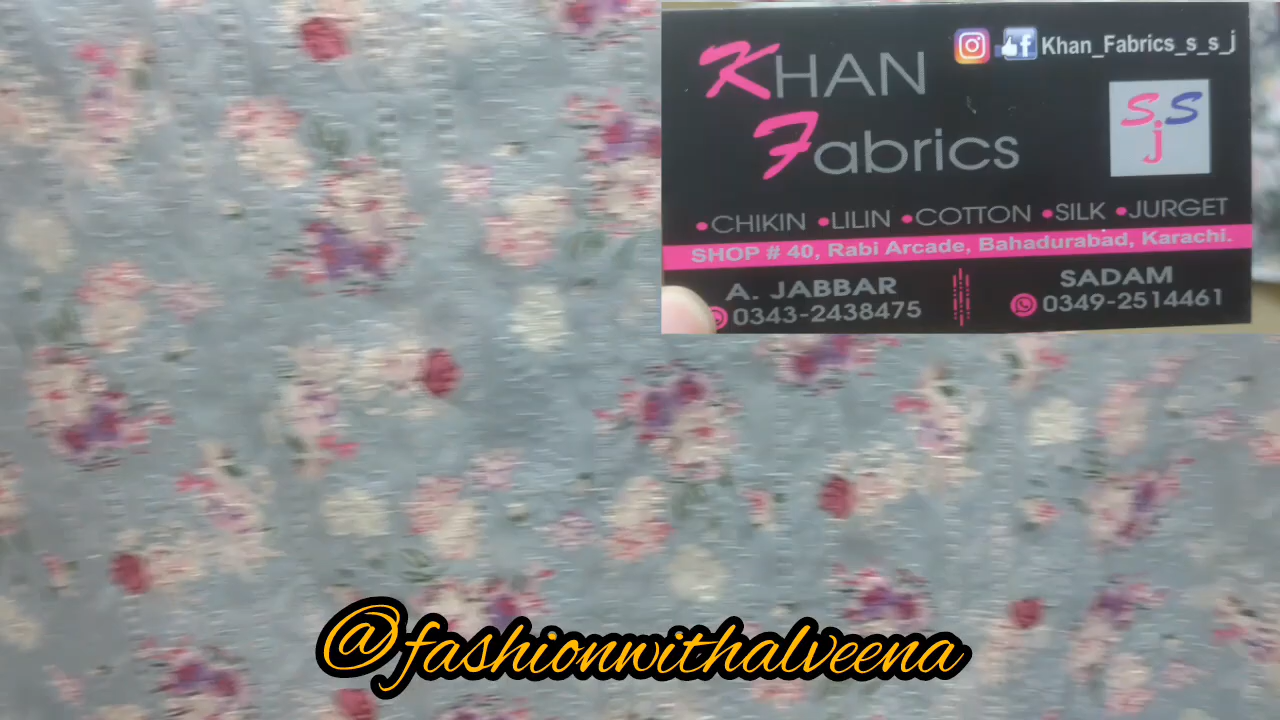 KHAN
Fabrics
Khan_Fabrics_s_s_j
SjS
•CHIKIN •LILIN •COTTON •SILK •JURGET
SHOP # 40, Rabi Arcade, Bahadurabad, Karachi.
A. JABBAR
0343-2438475
SADAM
0349-2514461
@fashionwithalveena